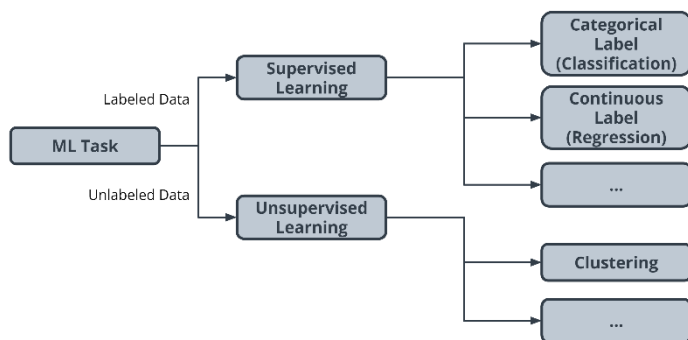 Categorical
Label
(Classification)
Supervised
Learning
Labeled Data
Continuous
Label
(Regression)
ML Task
...
Unlabeled Data
Unsupervised
Learning
Clustering
...